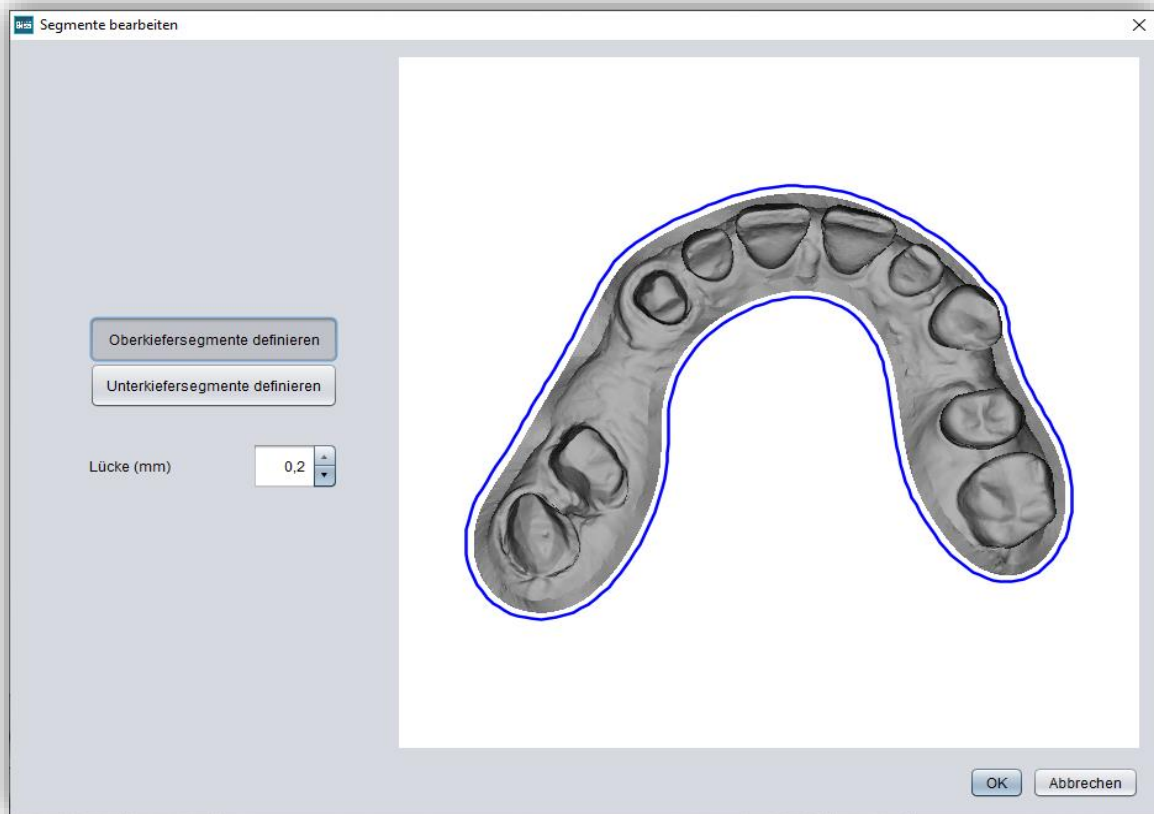 Segmente bearbeiten
Oberkiefersegmente definieren
Unterkiefersegmente definieren
Lücke (mm)
0,2
OK
Abbrechen